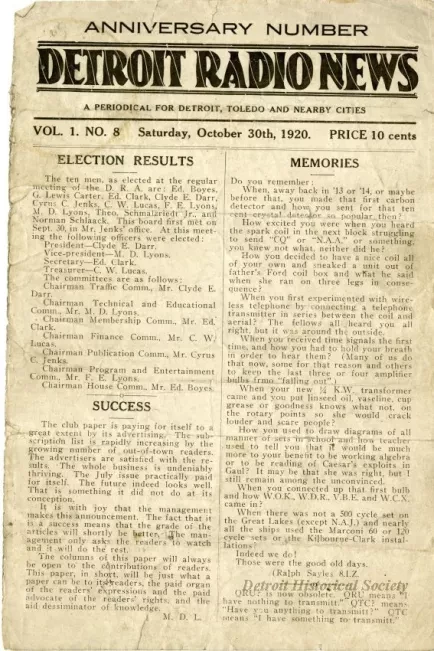 ANNIVERSARY NUMBER
DETROIT RADIO NEWS
A PERIODICAL FOR DETROIT, TOLEDO AND NEARBY CITIES
VOL. 1. NO. 8 Saturday, October 30th, 1920. PRICE 10 cents
ELECTION RESULTS
The ten men, as elected at the regular
meeting of the D. R. A. are: Ed. Boyes,
G. Lewis Carter, Ed. Clark, Clyde E. Darr,
Cyrus C. Jenks, C. W. Lucas, F. E. Lyons,
M. D. Lyons, Theo. Schmalzriedt Jr., and
Norman Schlaack. This board first met on
Sept. 30, in Mr. Jenks' office. At this meet-
ing the following officers were elected:
President—Clyde E. Darr.
Vice-president—M. D. Lyons.
Secretary—Ed. Clark.
Treasurer—C. W. Lucas.
The committees are as follows:
Chairman Traffic Comm., Mr. Clyde E.
Darr.
Chairman Technical and Educational
Comm., Mr. M. D. Lyons.
Chairman Membership Comm., Mr. Ed.
Clark.
Chairman Finance Comm., Mr. C. W.
Lucas.
Chairman Publication Comm., Mr. Cyrus
C. Jenks.
Chairman Program and Entertainment
Comm., Mr. F. E. Lyons.
Chairman House Comm., Mr. Ed. Boyes.
SUCCESS
The club paper is paying for itself to a
great extent by its advertising. The sub-
scription list is rapidly increasing by the
growing number of out-of-town readers.
The advertisers are satisfied with the re-
sults. The whole business is undeniably
thriving. The July issue practically paid
for itself. The future indeed looks well.
That is something it did not do at its
conception.
It is with joy that the management
makes this announcement. The fact that it
is a success means that the grade of the
articles will shortly be better. The man-
agement only asks the readers to watch
and it will do the rest.
The columns of this paper will always
be open to the contributions of readers.
This paper, in short, will be just what a
paper can be to its readers, the paid organ
of the readers' expressions and the paid
advocate of the readers' rights, and the
aid desseminator of knowledge.
M. D. L.
MEMORIES
Do you remember:
When, away back in '13 or '14, or maybe
before that, you made that first carbon
detector and how you sent for that ten
cent crystal detector so popular then?
How excited you were when you heard
the spark coil in the next block struggling
to send "CQ" or "N.A.A." or something,
you knew not what, neither did he?
How you decided to have a nice coil all
of your own and sneaked a unit out of
father's Ford coil box and what he said
when she ran on three legs in conse-
quence?
When you first experimented with wire-
less telephone by connecting a telephone
transmitter in series between the coil and
aerial? The fellows all heard you all
right, but it was around the outside.
When you received time signals the first
time, and how you had to hold your breath
in order to hear them? (Many of us do
that now, some for that reason and others
to keep the last three or four amplifier
bulbs from "falling out".)
When your new ¼ K.W. transformer
came and you put linseed oil, vaseline, cup
grease or goodness knows what not, on
the rotary points so she would crack
louder and scare people?
How you used to draw diagrams of all
manner of sets in school and how teacher
used to tell you that it would be much
more to your benefit to be working algebra
or to be reading of Caesar's exploits in
Gaul? It may be that she was right, but I
still remain among the unconvinced.
When you connected up that first bulb
and how W.O.K., W.D.R., V.B.E. and W.C.X.
came in?
When there was not a 500 cycle set on
the Great Lakes (except N.A.J.) and nearly
all the ships used the Marconi 60 or 120
cycle sets or the Kilbourne-Clark instal-
lations?
Indeed we do!
Those were the good old days.
(Ralph Sayles 8.I.Z.
Detroit Historical Society
QRU? is now obsolete. QRU means "I
have nothing to transmit." QTC? means
"Have you anything to transmit?" QTC
means "I have something to transmit."